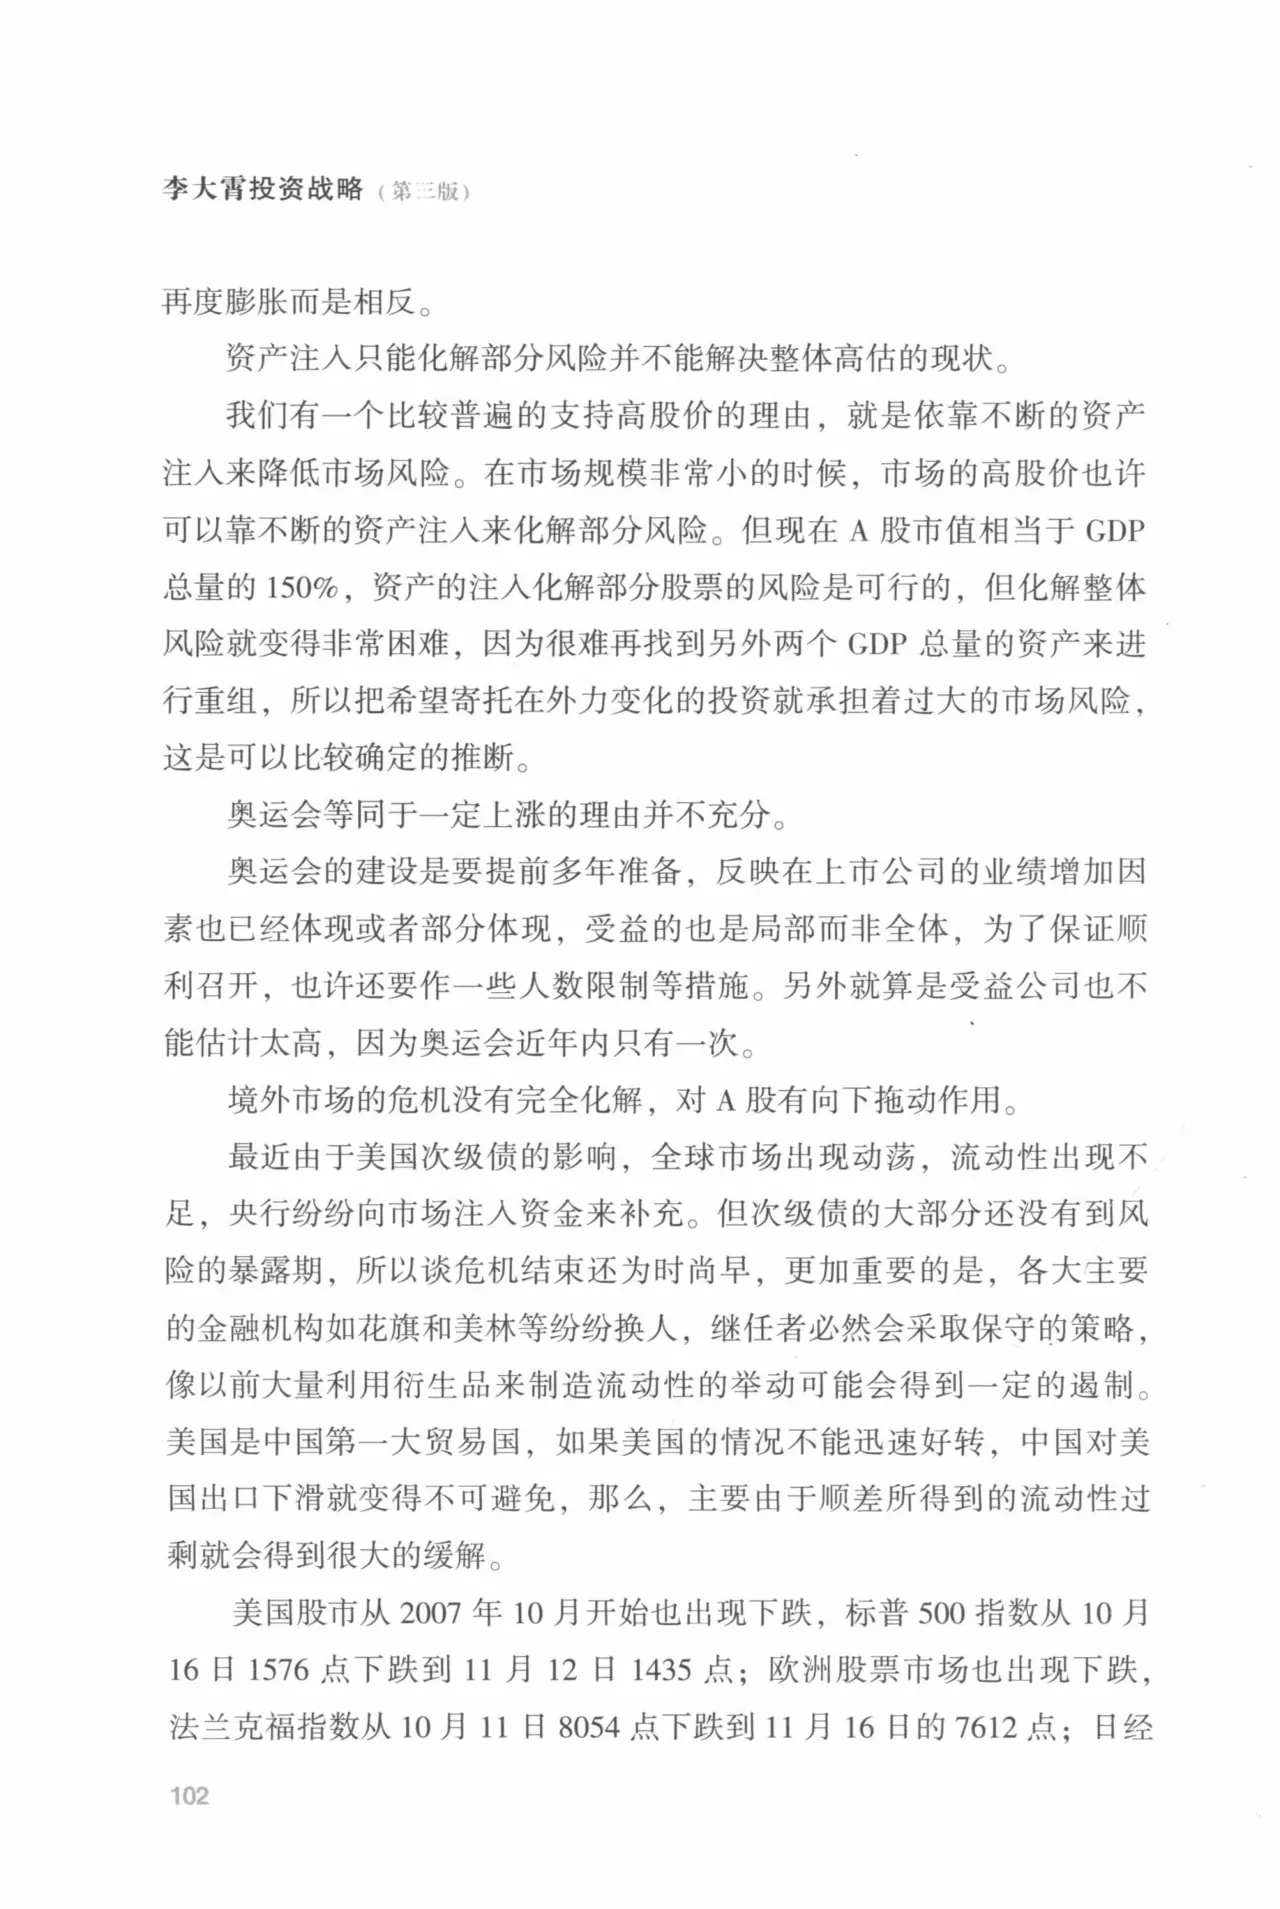 李大霄投资战略（第三版）
再度膨胀而是相反。
资产注入只能化解部分风险并不能解决整体高估的现状。
我们有一个比较普遍的支持高股价的理由，就是依靠不断的资产
注入来降低市场风险。在市场规模非常小的时候，市场的高股价也许
可以靠不断的资产注入来化解部分风险。但现在 A 股市值相当于 GDP
总量的 150%，资产的注入化解部分股票的风险是可行的，但化解整体
风险就变得非常困难，因为很难再找到另外两个 GDP 总量的资产来进
行重组，所以把希望寄托在外力变化的投资就承担着过大的市场风险，
这是可以比较确定的推断。
奥运会等同于一定上涨的理由并不充分。
奥运会的建设是要提前多年准备，反映在上市公司的业绩增加因
素也已经体现或者部分体现，受益的也是局部而非全体，为了保证顺
利召开，也许还要作一些人数限制等措施。另外就算是受益公司也不
能估计太高，因为奥运会近年内只有一次。
境外市场的危机没有完全化解，对 A 股有向下拖动作用。
最近由于美国次级债的影响，全球市场出现动荡，流动性出现不
足，央行纷纷向市场注入资金来补充。但次级债的大部分还没有到风
险的暴露期，所以谈危机结束还为时尚早，更加重要的是，各大主要
的金融机构如花旗和美林等纷纷换人，继任者必然会采取保守的策略，
像以前大量利用衍生品来制造流动性的举动可能会得到一定的遏制。
美国是中国第一大贸易国，如果美国的情况不能迅速好转，中国对美
国出口下滑就变得不可避免，那么，主要由于顺差所得到的流动性过
剩就会得到很大的缓解。
美国股市从 2007 年 10 月开始也出现下跌，标普 500 指数从 10 月
16 日 1576 点下跌到 11 月 12 日 1435 点；欧洲股票市场也出现下跌，
法兰克福指数从 10 月 11 日 8054 点下跌到 11 月 16 日的 7612 点；日经
102